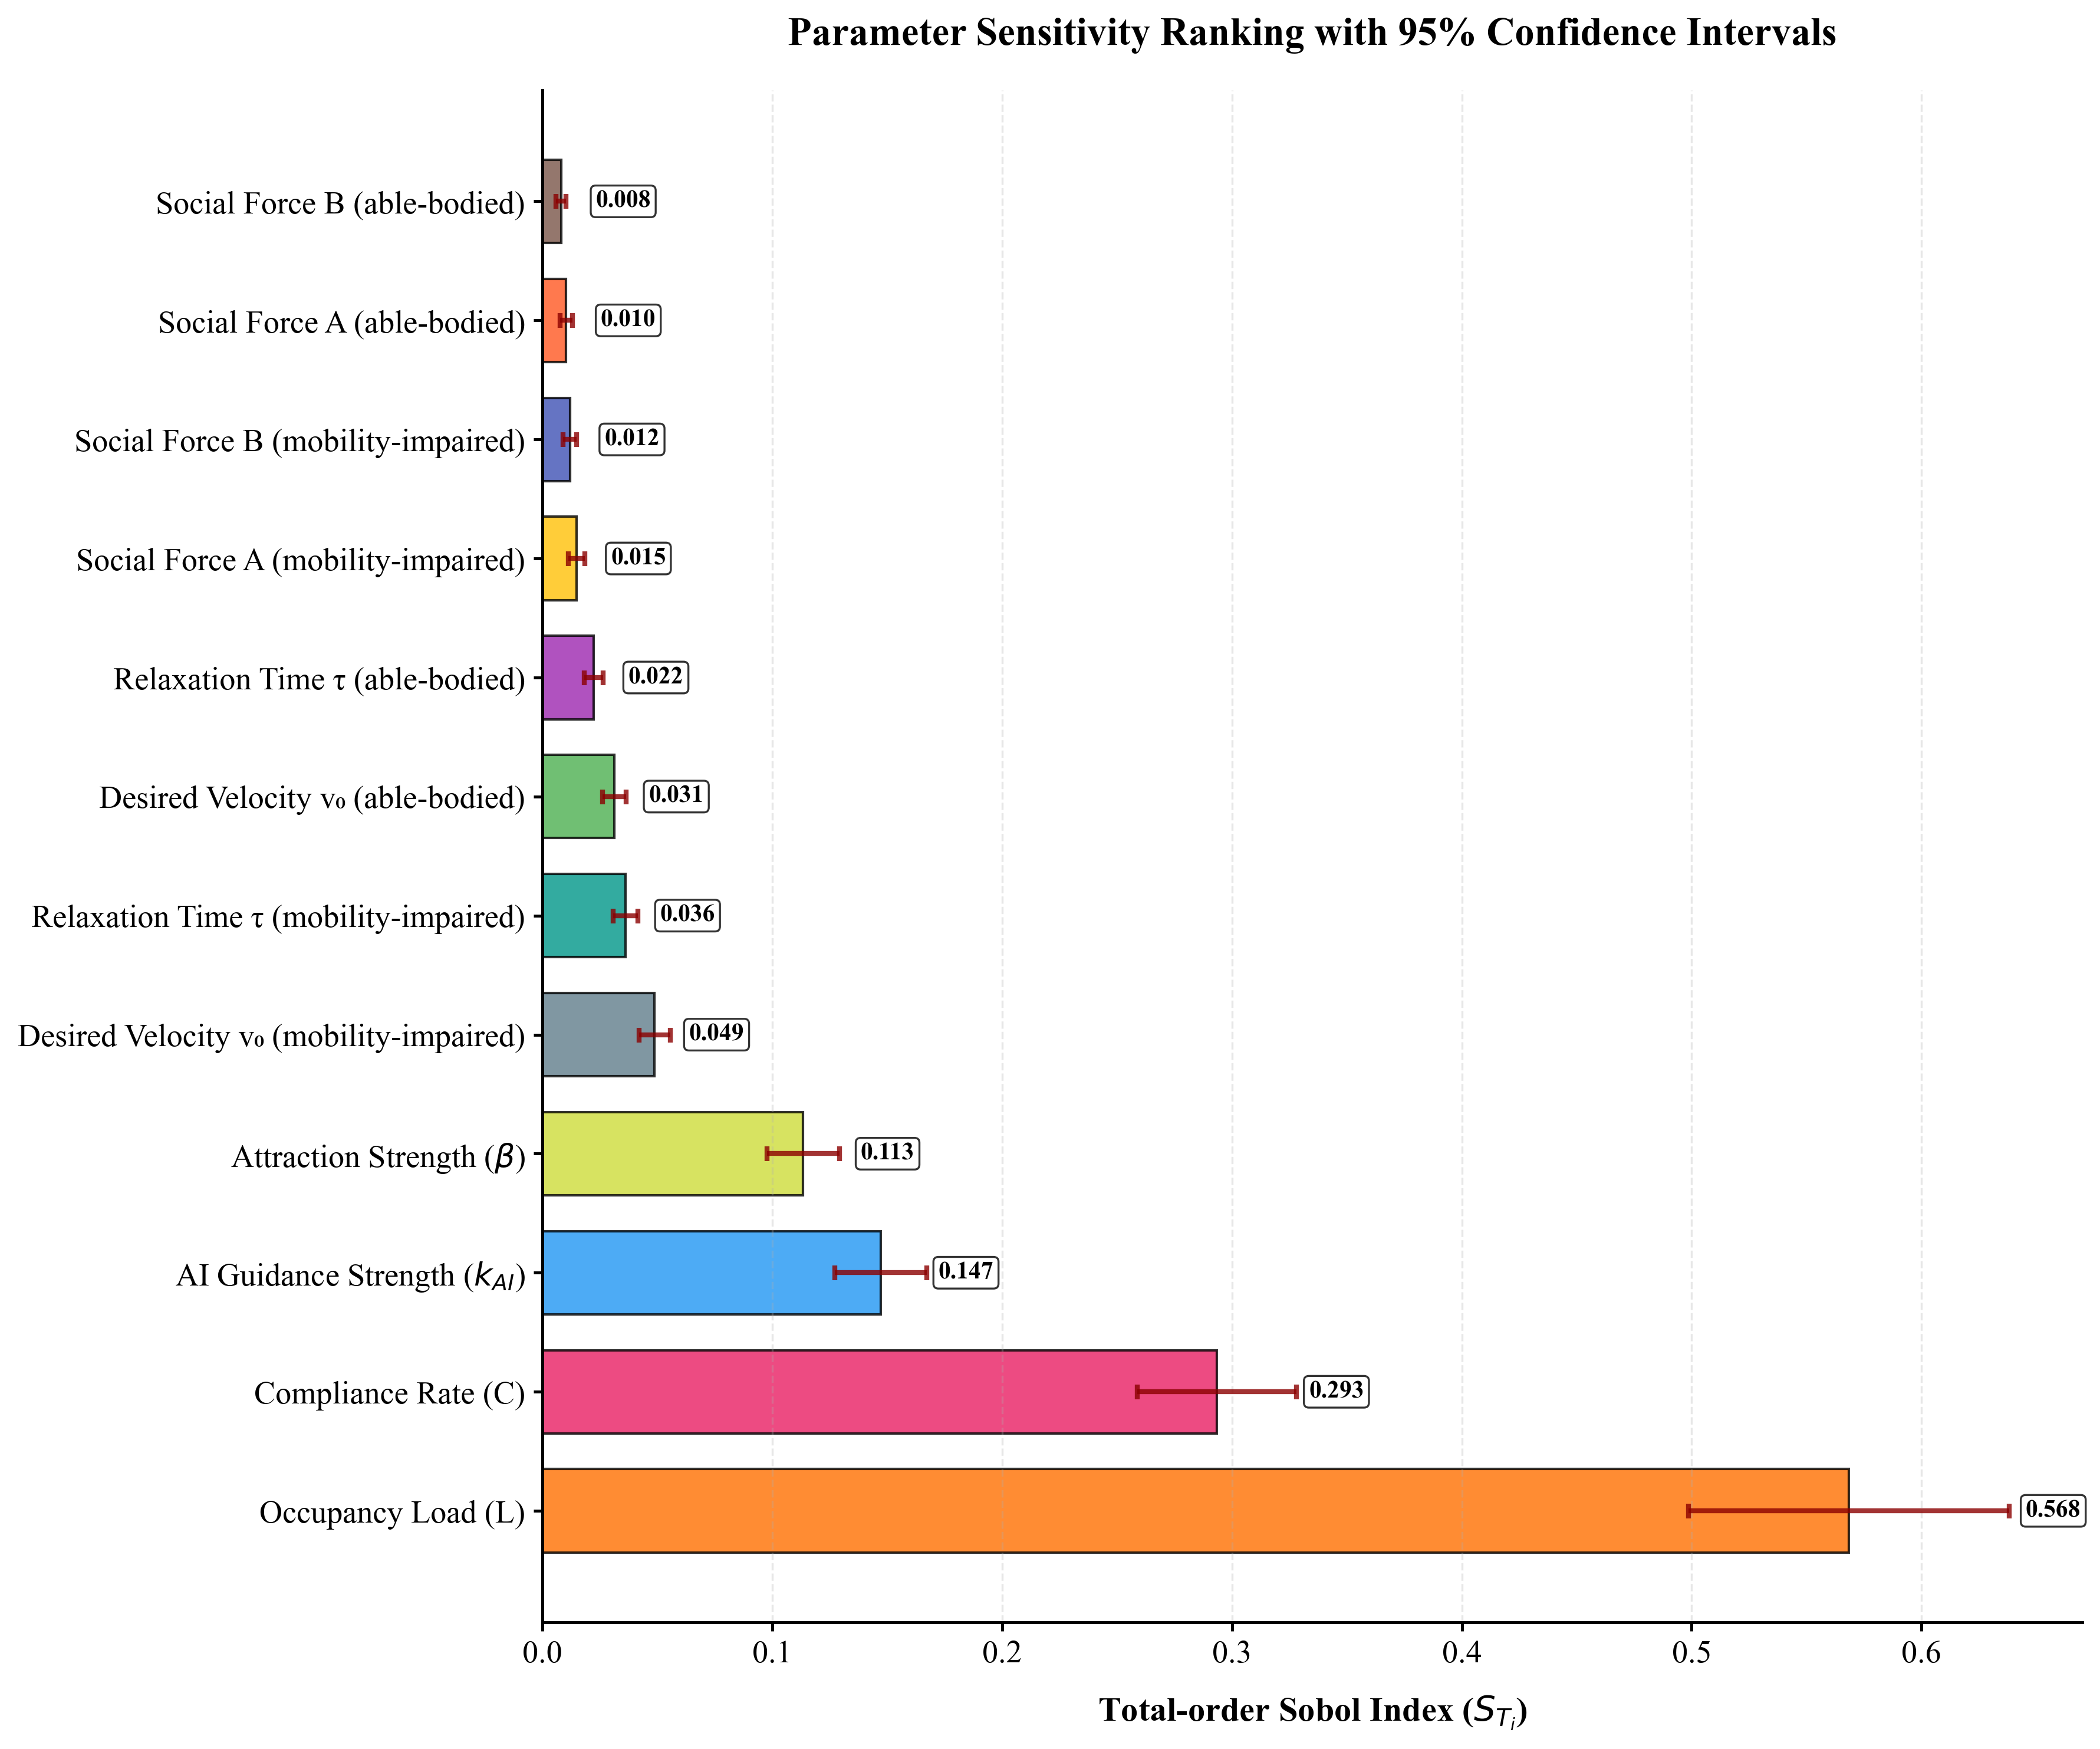 Parameter Sensitivity Ranking with 95% Confidence Intervals
Social Force B (able-bodied) 0.008
Social Force A (able-bodied) 0.010
Social Force B (mobility-impaired) 0.012
Social Force A (mobility-impaired) 0.015
Relaxation Time τ (able-bodied) 0.022
Desired Velocity v₀ (able-bodied) 0.031
Relaxation Time τ (mobility-impaired) 0.036
Desired Velocity v₀ (mobility-impaired) 0.049
Attraction Strength (β) 0.113
AI Guidance Strength (k_{AI}) 0.147
Compliance Rate (C) 0.293
Occupancy Load (L) 0.568
0.0 0.1 0.2 0.3 0.4 0.5 0.6
Total-order Sobol Index (S_{T_i})